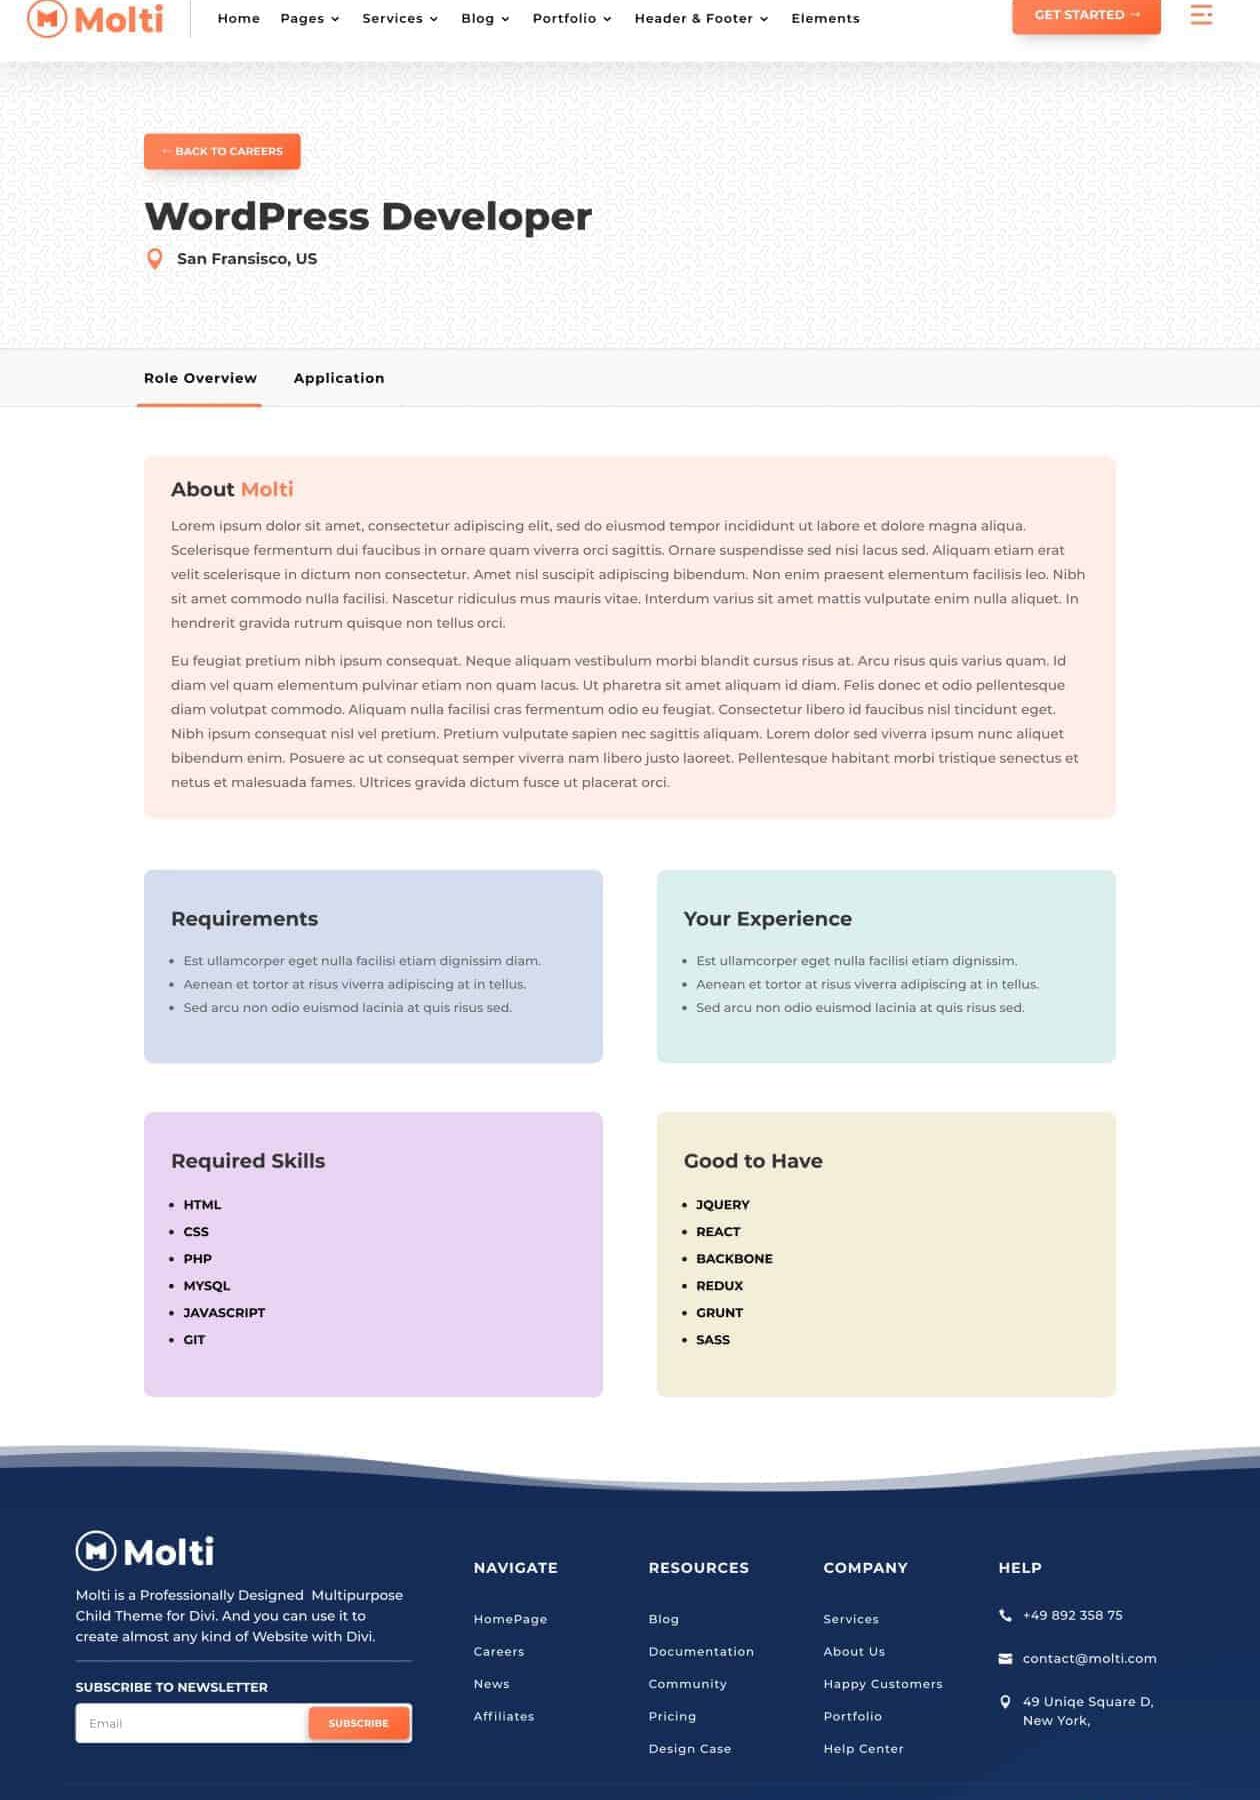 Molti
Home Pages Services Blog Portfolio Header & Footer Elements
GET STARTED →
← BACK TO CAREERS
WordPress Developer
San Fransisco, US
Role Overview Application
About Molti
Lorem ipsum dolor sit amet, consectetur adipiscing elit, sed do eiusmod tempor incididunt ut labore et dolore magna aliqua.
Scelerisque fermentum dui faucibus in ornare quam viverra orci sagittis. Ornare suspendisse sed nisi lacus sed. Aliquam etiam erat
velit scelerisque in dictum non consectetur. Amet nisl suscipit adipiscing bibendum. Non enim praesent elementum facilisis leo. Nibh
sit amet commodo nulla facilisi. Nascetur ridiculus mus mauris vitae. Interdum varius sit amet mattis vulputate enim nulla aliquet. In
hendrerit gravida rutrum quisque non tellus orci.
Eu feugiat pretium nibh ipsum consequat. Neque aliquam vestibulum morbi blandit cursus risus at. Arcu risus quis varius quam. Id
diam vel quam elementum pulvinar etiam non quam lacus. Ut pharetra sit amet aliquam id diam. Felis donec et odio pellentesque
diam volutpat commodo. Aliquam nulla facilisi cras fermentum odio eu feugiat. Consectetur libero id faucibus nisl tincidunt eget.
Nibh ipsum consequat nisl vel pretium. Pretium vulputate sapien nec sagittis aliquam. Lorem dolor sed viverra ipsum nunc aliquet
bibendum enim. Posuere ac ut consequat semper viverra nam libero justo laoreet. Pellentesque habitant morbi tristique senectus et
netus et malesuada fames. Ultrices gravida dictum fusce ut placerat orci.
Requirements
• Est ullamcorper eget nulla facilisi etiam dignissim diam.
• Aenean et tortor at risus viverra adipiscing at in tellus.
• Sed arcu non odio euismod lacinia at quis risus sed.
Your Experience
• Est ullamcorper eget nulla facilisi etiam dignissim.
• Aenean et tortor at risus viverra adipiscing at in tellus.
• Sed arcu non odio euismod lacinia at quis risus sed.
Required Skills
• HTML
• CSS
• PHP
• MYSQL
• JAVASCRIPT
• GIT
Good to Have
• JQUERY
• REACT
• BACKBONE
• REDUX
• GRUNT
• SASS
Molti
Molti is a Professionally Designed Multipurpose
Child Theme for Divi. And you can use it to
create almost any kind of Website with Divi.
SUBSCRIBE TO NEWSLETTER
Email
SUBSCRIBE
NAVIGATE
HomePage
Careers
News
Affiliates
RESOURCES
Blog
Documentation
Community
Pricing
Design Case
COMPANY
Services
About Us
Happy Customers
Portfolio
Help Center
HELP
+49 892 358 75
contact@molti.com
49 Uniqe Square D,
New York,